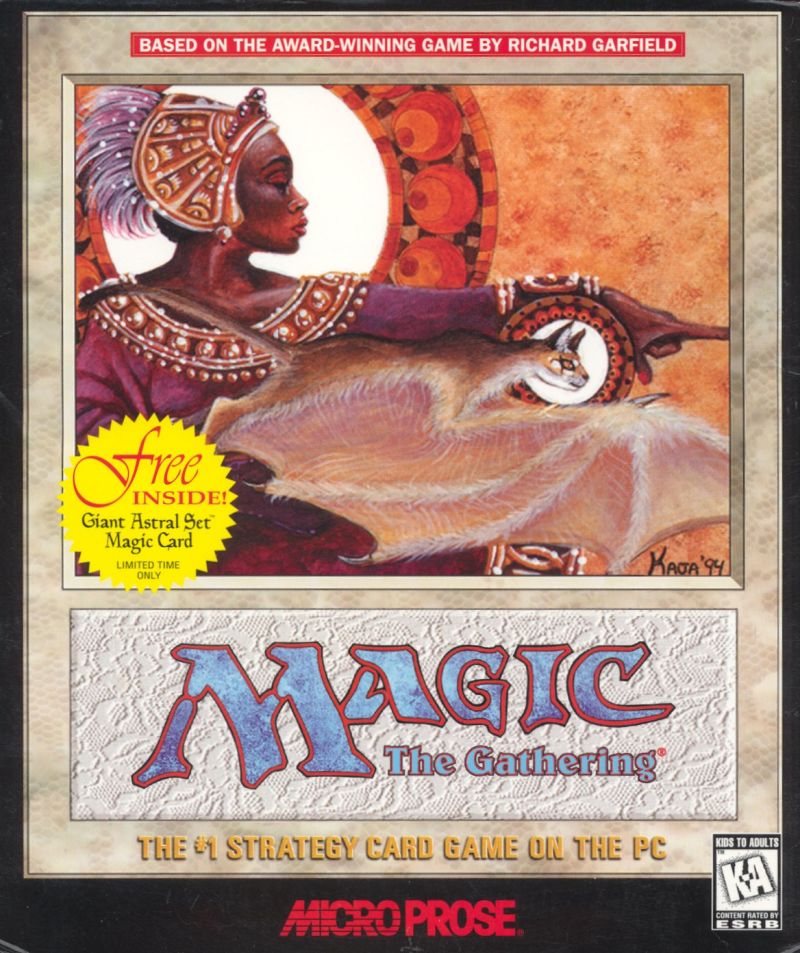 BASED ON THE AWARD-WINNING GAME BY RICHARD GARFIELD
KAJA '94
Free
INSIDE!
Giant Astral Set™
Magic Card
LIMITED TIME
ONLY
MAGIC
The Gathering®
THE #1 STRATEGY CARD GAME ON THE PC
KIDS TO ADULTS
™
K-A
CONTENT RATED BY
ESRB
MICROPROSE®